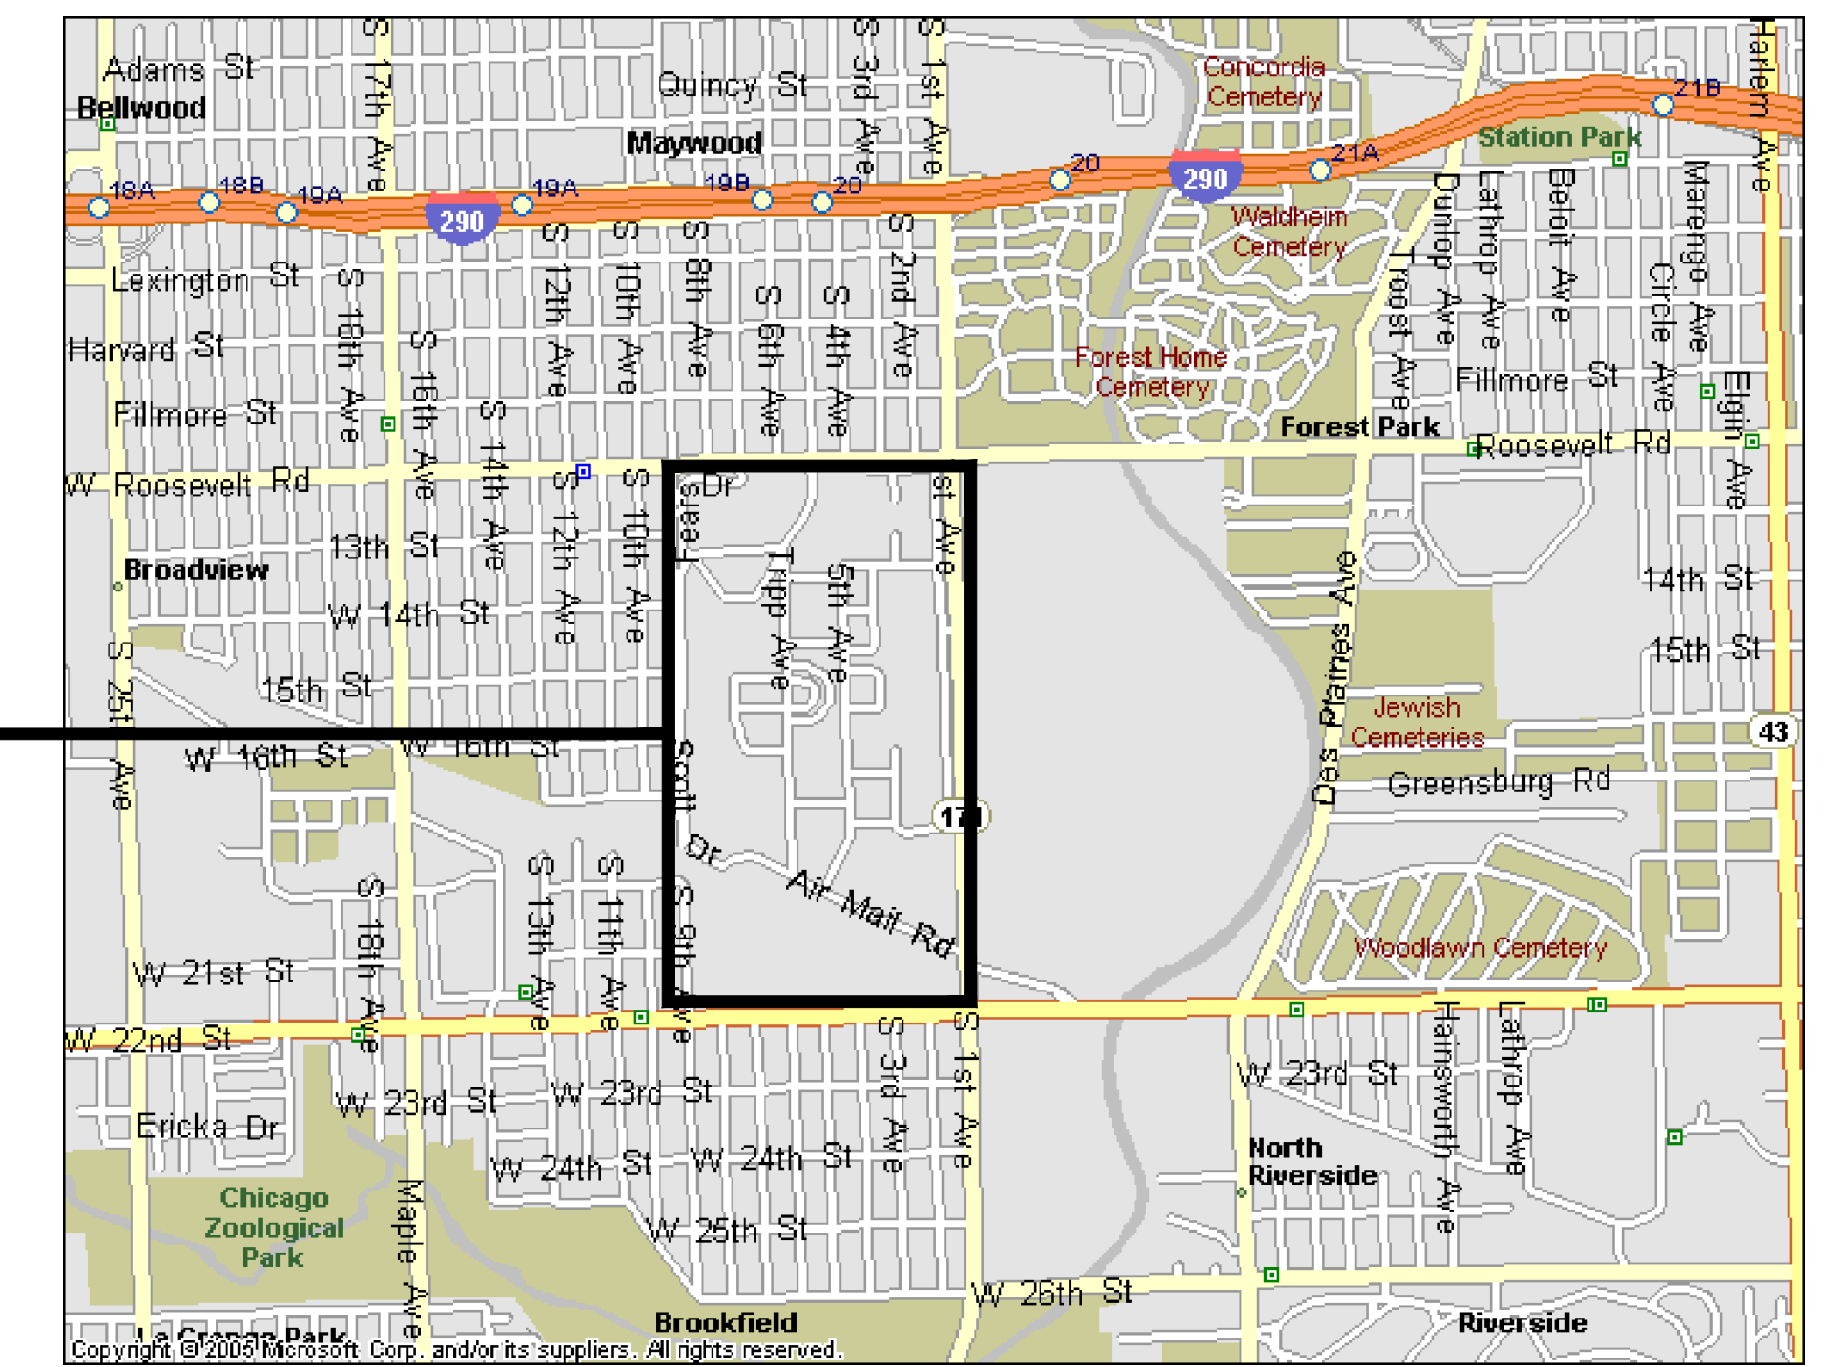 S 17th Ave
S 3rd Ave
S 1st Ave
Harlem Ave
Adams St
Quincy St
Concordia
Cemetery
Bellwood
Maywood
21B
Station Park
18A
18B
19A
290
19A
19B
20
20
290
21A
Waldheim
Cemetery
Dunlop Ave
Lathrop Ave
Beloit Ave
Marengo Ave
Lexington St
S 18th Ave
S 12th Ave
S 10th Ave
S 8th Ave
S 6th Ave
S 4th Ave
S 2nd Ave
Troost Ave
Circle Ave
Harvard St
S 16th Ave
Forest Home
Cemetery
Fillmore St
Elgin Ave
Fillmore St
S 14th Ave
Forest Park
Roosevelt Rd
W Roosevelt Rd
S 12th Ave
S 10th Ave
Dr
st Ave
13th St
Tripp Ave
5th Ave
Broadview
Des Plaines Ave
14th St
W 14th St
15th St
S 25t Ave
15th St
Jewish
Cemeteries
43
W 16th St
W 16th St
Scott Dr
Greensburg Rd
171
S 18th Ave
S 13th Ave
S 11th Ave
S 9th Ave
Air Mail Rd
Woodlawn Cemetery
W 21st St
W 22nd St
S 3rd Ave
S 1st Ave
Hainsworth Ave
Lathrop Ave
W 23rd St
W 23rd St
W 23rd St
Ericka Dr
North
Riverside
W 24th St
W 24th St
Chicago
Zoological
Park
Maple Ave
W 25th St
W 26th St
Brookfield
Riverside
La Grange Park
Copyright © 2005 Microsoft Corp. and/or its suppliers. All rights reserved.